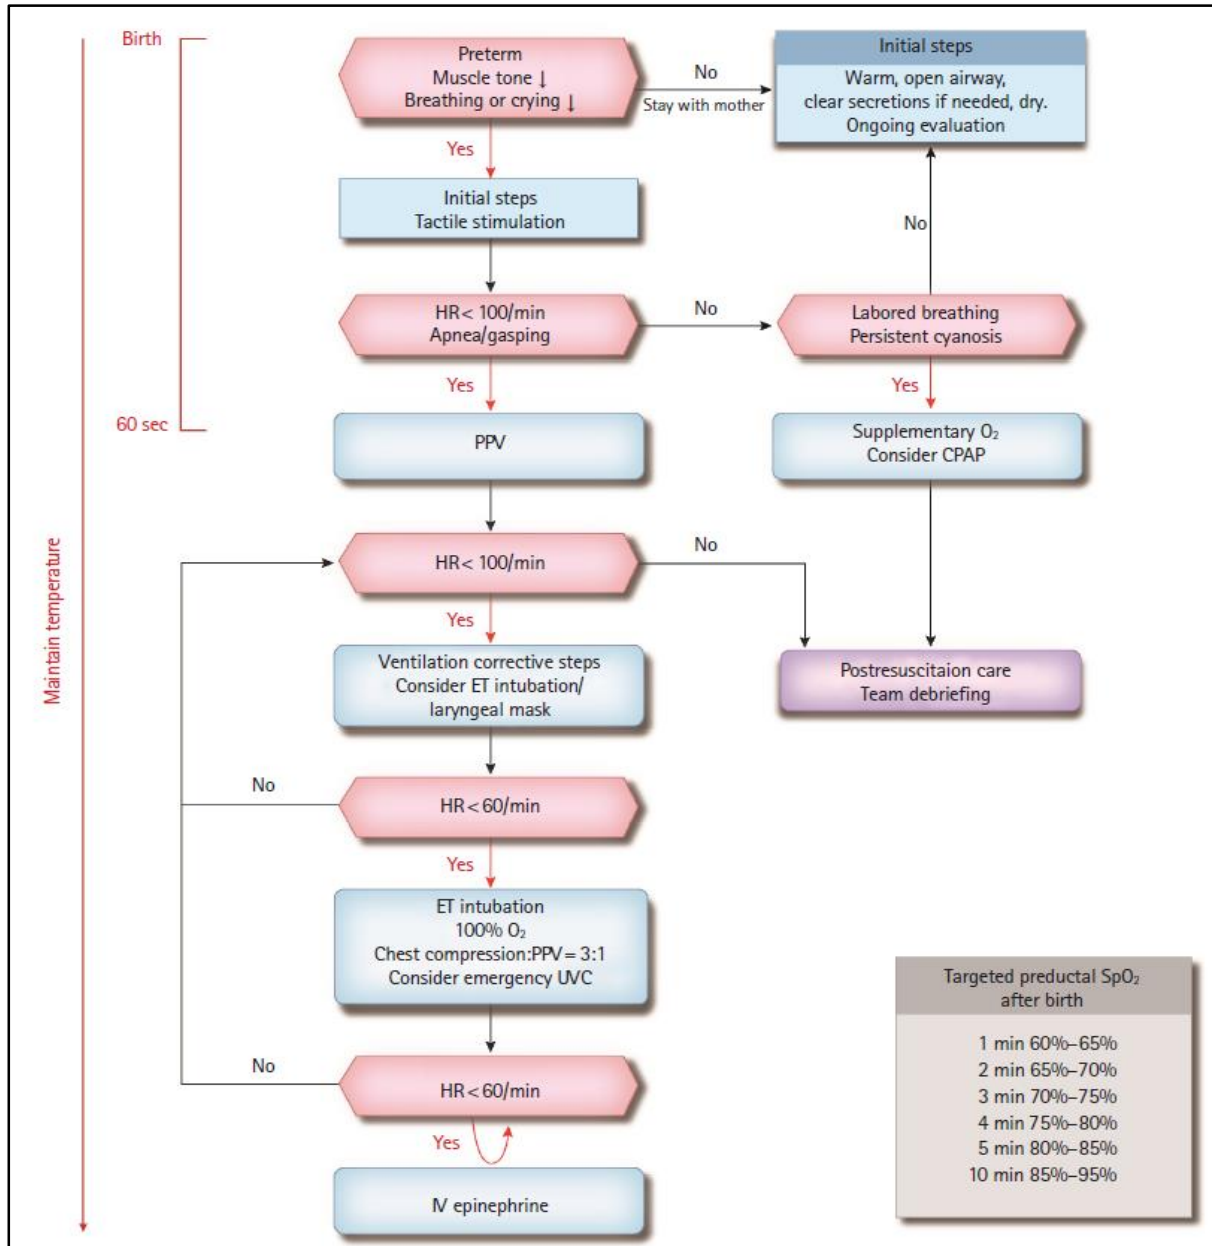 Birth
Preterm
Muscle tone ↓
Breathing or crying ↓
No
Stay with mother
Initial steps
Warm, open airway,
clear secretions if needed, dry.
Ongoing evaluation
Yes
Initial steps
Tactile stimulation
No
HR < 100/min
Apnea/gasping
No
Labored breathing
Persistent cyanosis
Yes
Yes
60 sec
PPV
Supplementary O₂
Consider CPAP
Maintain temperature
HR < 100/min
No
Yes
Ventilation corrective steps
Consider ET intubation/
laryngeal mask
Postresuscitaion care
Team debriefing
No
HR < 60/min
Yes
ET intubation
100% O₂
Chest compression:PPV = 3:1
Consider emergency UVC
No
HR < 60/min
Yes
IV epinephrine
Targeted preductal SpO₂
after birth
1 min 60%–65%
2 min 65%–70%
3 min 70%–75%
4 min 75%–80%
5 min 80%–85%
10 min 85%–95%